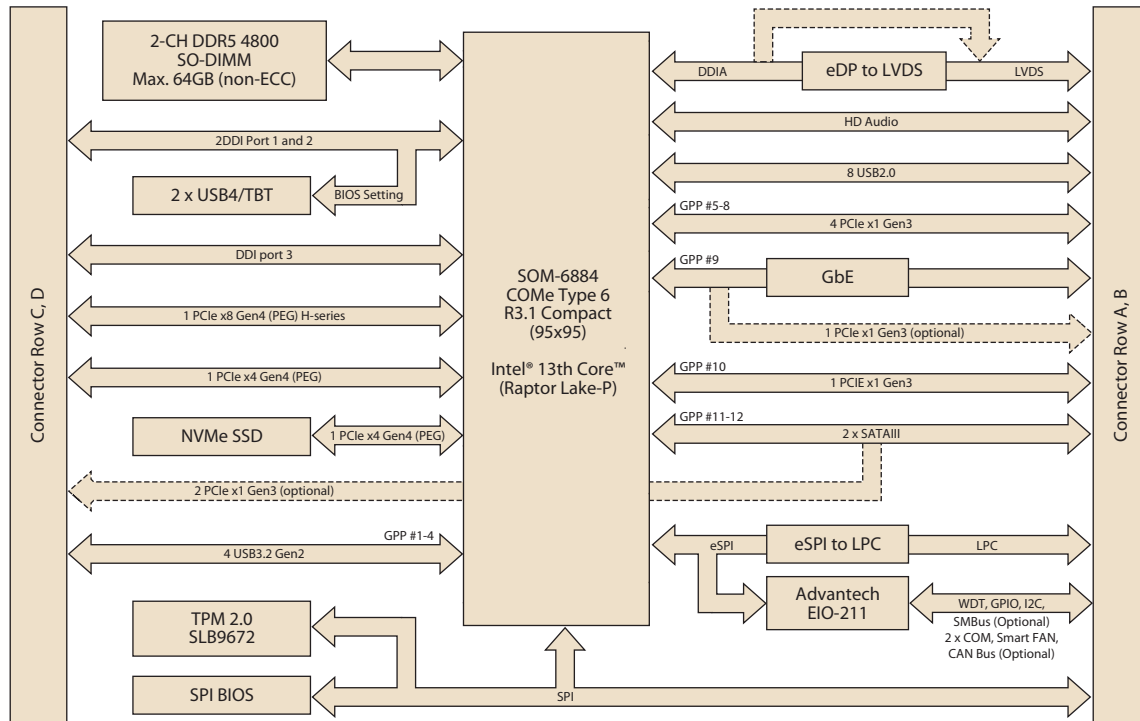 Connector Row C, D
2-CH DDR5 4800
SO-DIMM
Max. 64GB (non-ECC)
2DDI Port 1 and 2
2 x USB4/TBT
BIOS Setting
DDI port 3
1 PCIe x8 Gen4 (PEG) H-series
1 PCIe x4 Gen4 (PEG)
NVMe SSD
1 PCIe x4 Gen4 (PEG)
2 PCIe x1 Gen3 (optional)
GPP #1-4
4 USB3.2 Gen2
TPM 2.0
SLB9672
SPI BIOS
SPI
SOM-6884
COMe Type 6
R3.1 Compact
(95x95)
Intel® 13th Core™
(Raptor Lake-P)
DDIA
eDP to LVDS
LVDS
HD Audio
8 USB2.0
GPP #5-8
4 PCIe x1 Gen3
GPP #9
GbE
1 PCIe x1 Gen3 (optional)
GPP #10
1 PCIE x1 Gen3
GPP #11-12
2 x SATAIII
eSPI
eSPI to LPC
LPC
Advantech
EIO-211
WDT, GPIO, I2C,
SMBus (Optional)
2 x COM, Smart FAN,
CAN Bus (Optional)
Connector Row A, B